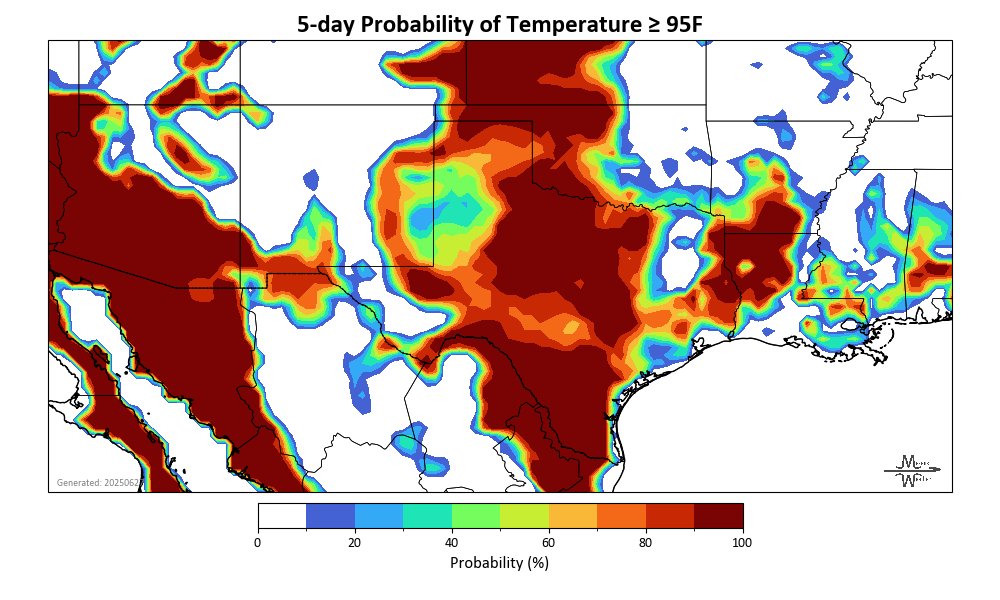 5-day Probability of Temperature ≥ 95F
Generated: 2025062
0 20 40 60 80 100
Probability (%)